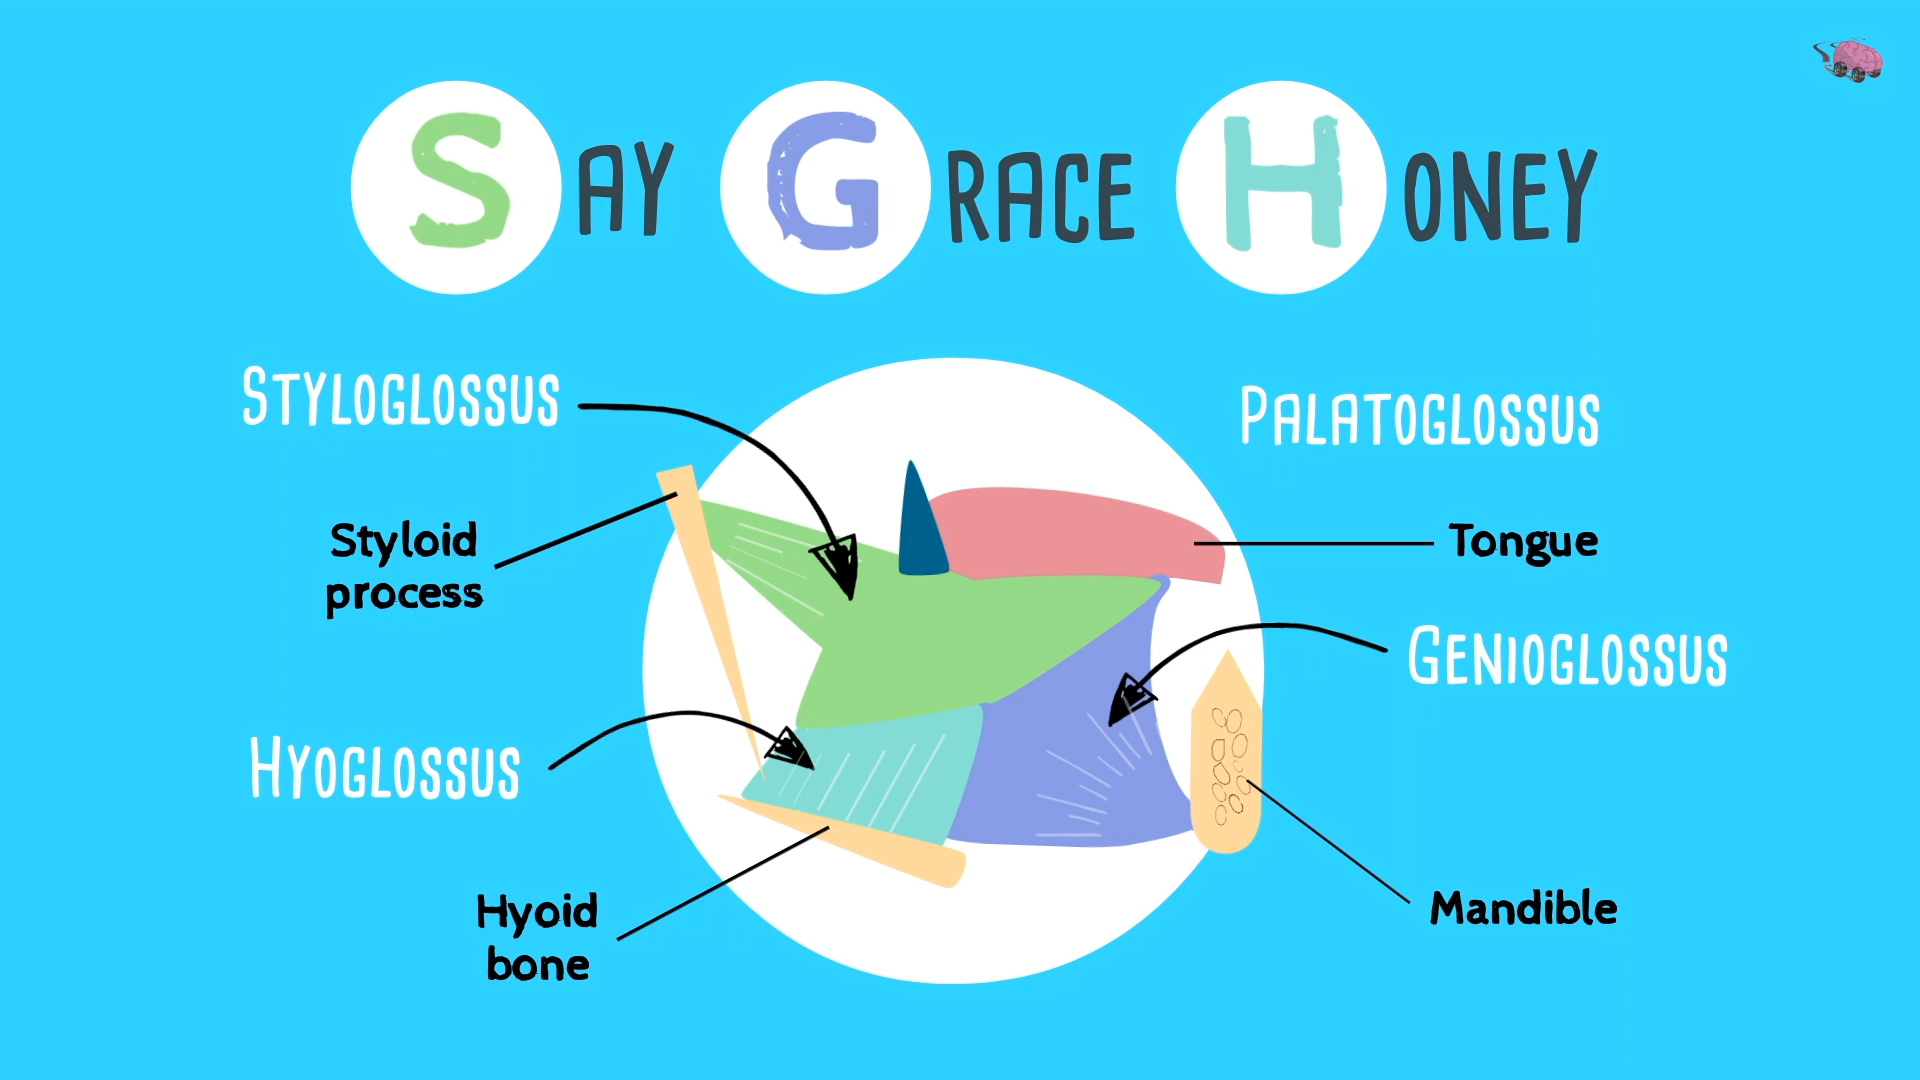 SAY GRACE HONEY
STYLOGLOSSUS
PALATOGLOSSUS
Styloid
process
Tongue
GENIOGLOSSUS
HYOGLOSSUS
Hyoid
bone
Mandible